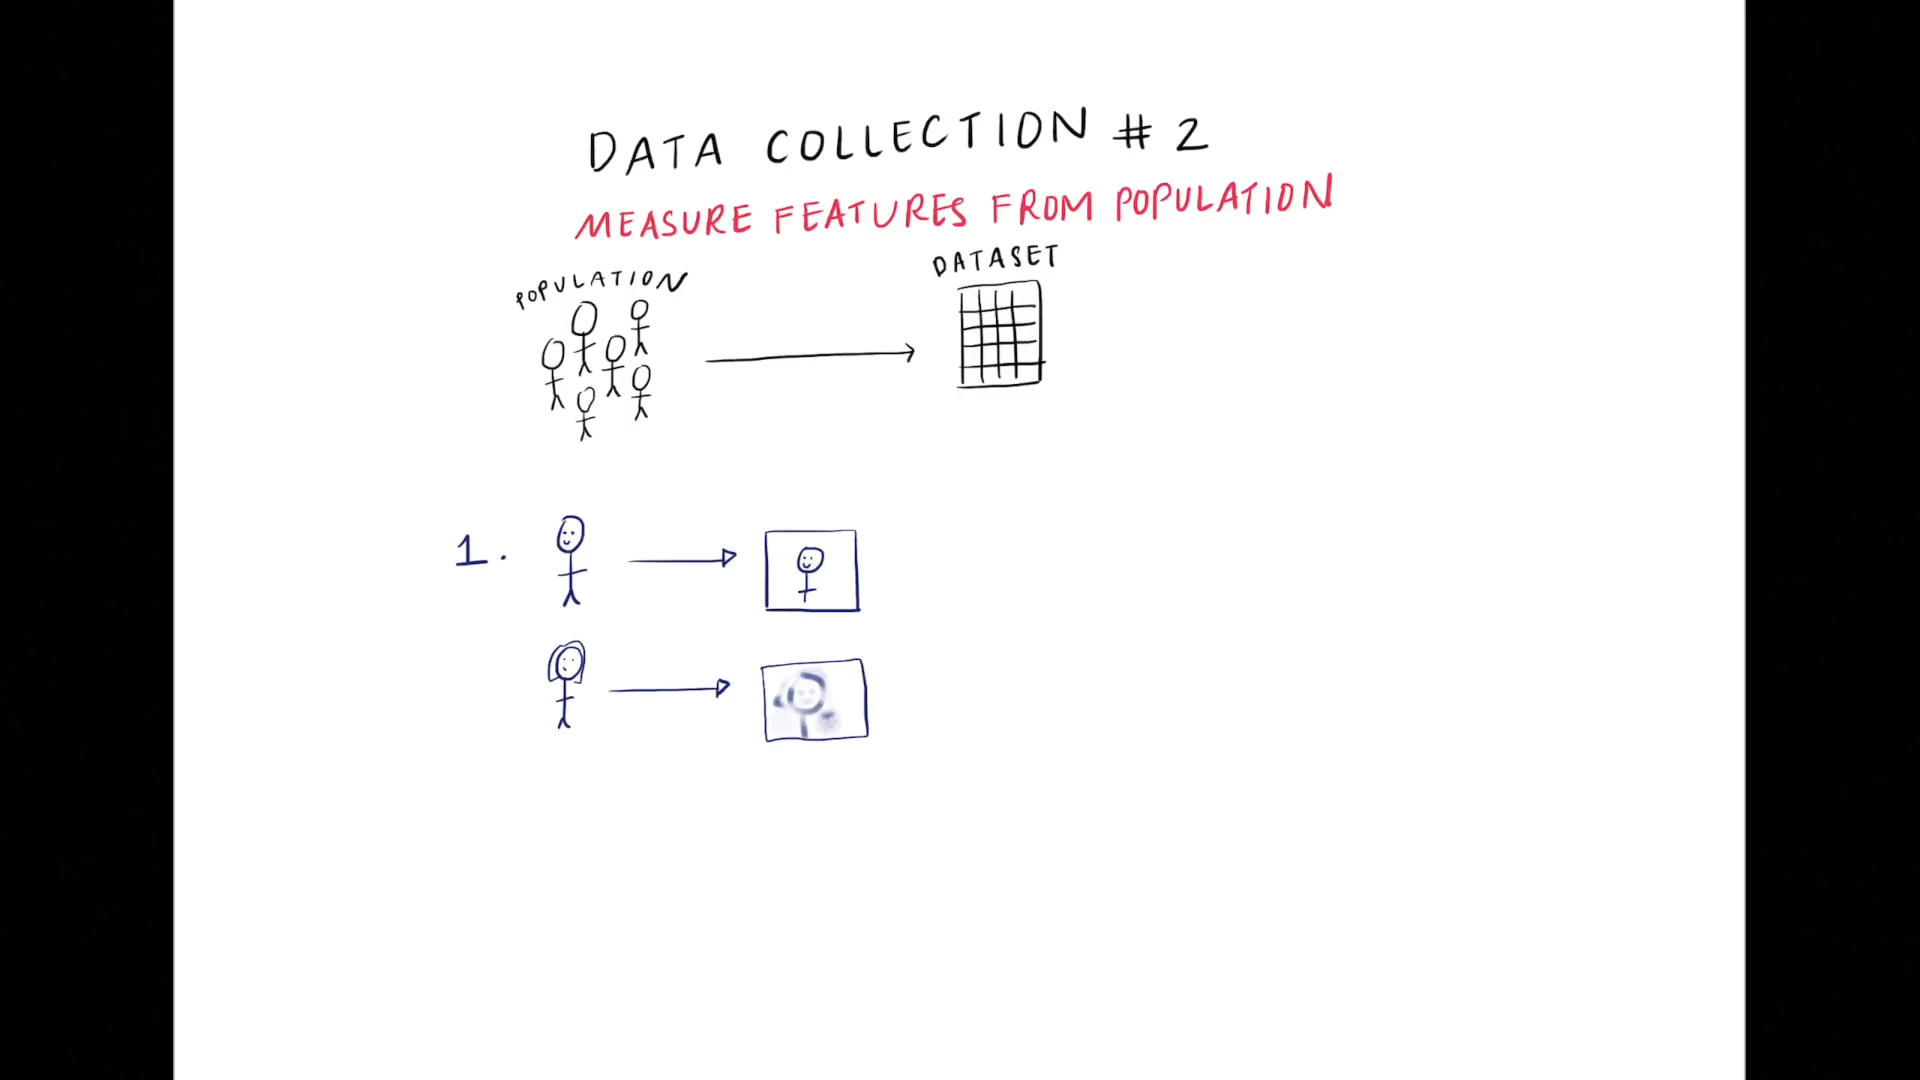 DATA COLLECTION # 2
MEASURE FEATURES FROM POPULATION
POPULATION
DATASET
1.